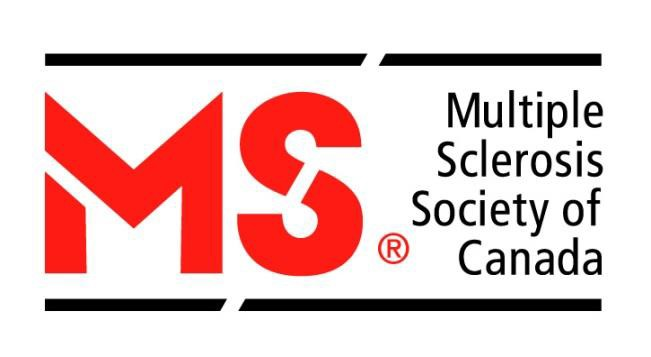 MS®
Multiple
Sclerosis
Society of
Canada